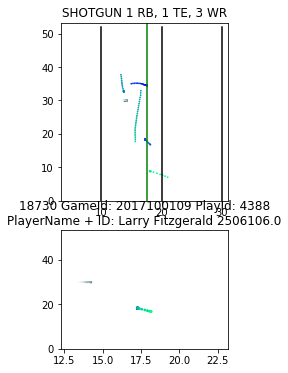 SHOTGUN 1 RB, 1 TE, 3 WR
50
40
30
20
10
0
10 20 30
18730 GameId: 2017100109 PlayId: 4388
PlayerName + ID: Larry Fitzgerald 2506106.0
40
20
0
12.5 15.0 17.5 20.0 22.5